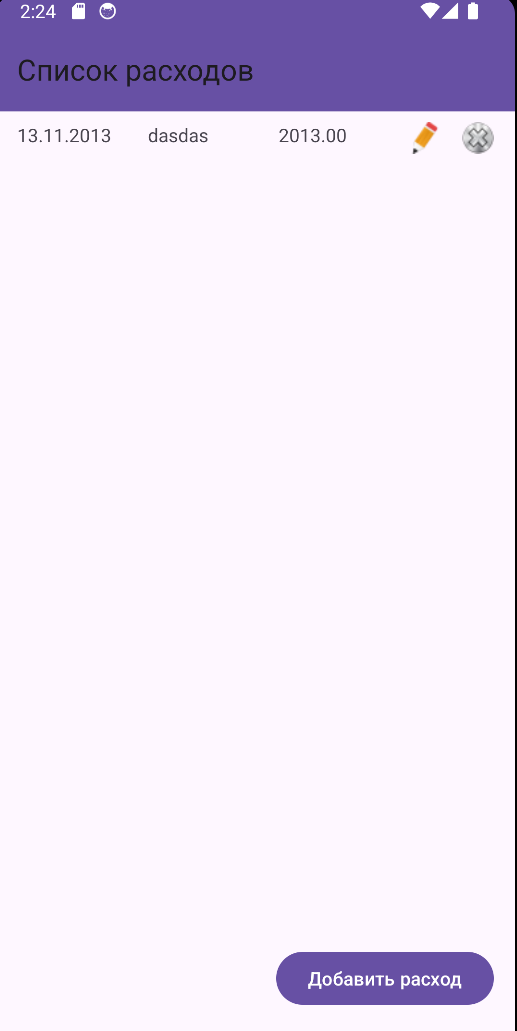 2:24
Список расходов
13.11.2013 dasdas 2013.00
Добавить расход